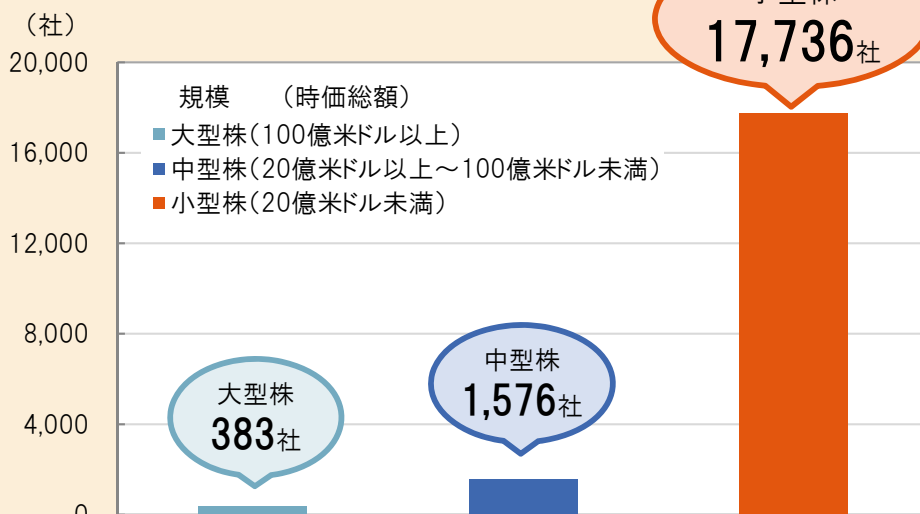 （社）
小型株
17,736社
20,000
規模　（時価総額）
大型株（100億米ドル以上）
16,000
中型株（20億米ドル以上～100億米ドル未満）
小型株（20億米ドル未満）
12,000
8,000
中型株
1,576社
大型株
383社
4,000
0